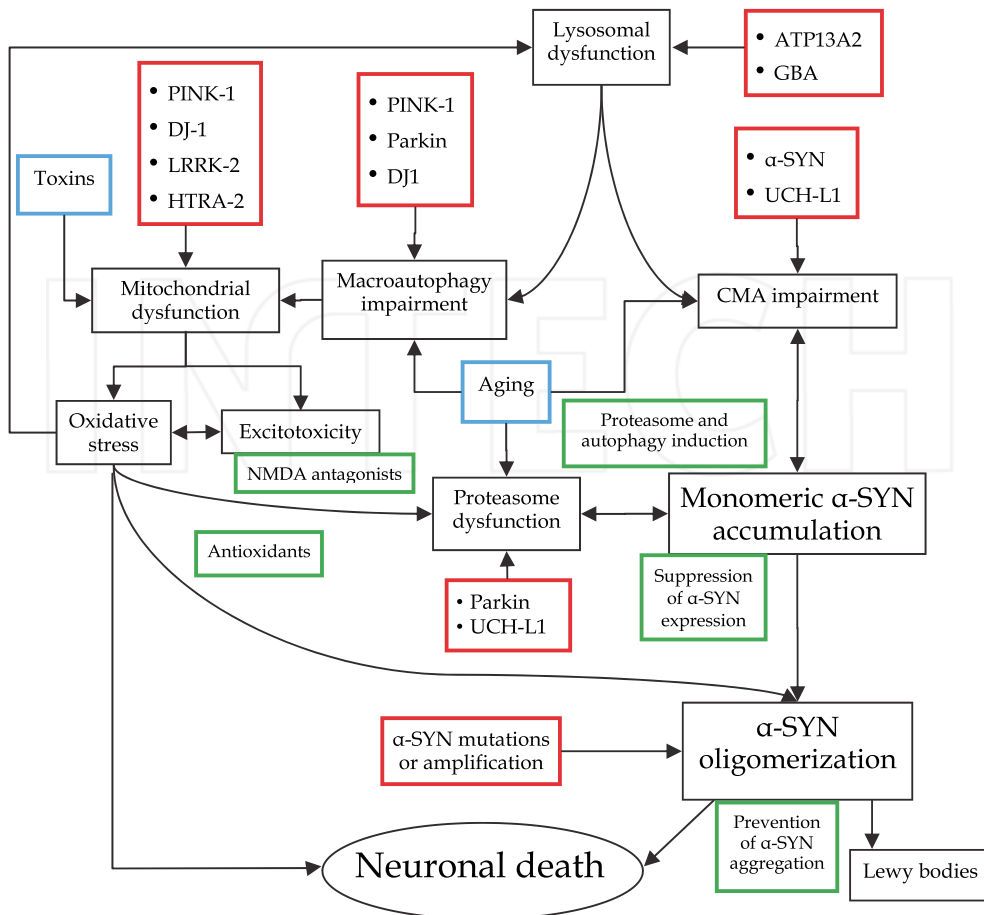 Lysosomal
dysfunction
• ATP13A2
• GBA
• PINK-1
• DJ-1
• LRRK-2
• HTRA-2
• PINK-1
• Parkin
• DJ1
• α-SYN
• UCH-L1
Toxins
Mitochondrial
dysfunction
Macroautophagy
impairment
CMA impairment
Aging
Oxidative
stress
Excitotoxicity
NMDA antagonists
Proteasome and
autophagy induction
Proteasome
dysfunction
Monomeric α-SYN
accumulation
Antioxidants
Suppression
of α-SYN
expression
• Parkin
• UCH-L1
α-SYN mutations
or amplification
α-SYN
oligomerization
Prevention
of α-SYN
aggregation
Neuronal death
Lewy bodies
INTECH